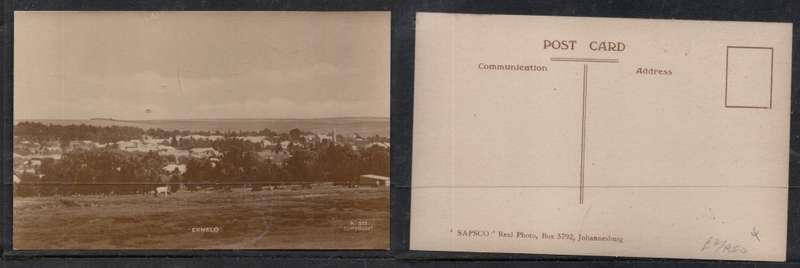 ERMELO
POST CARD
Communication
Address
"SAPSCO" Real Photo, Box 5792, Johannesburg